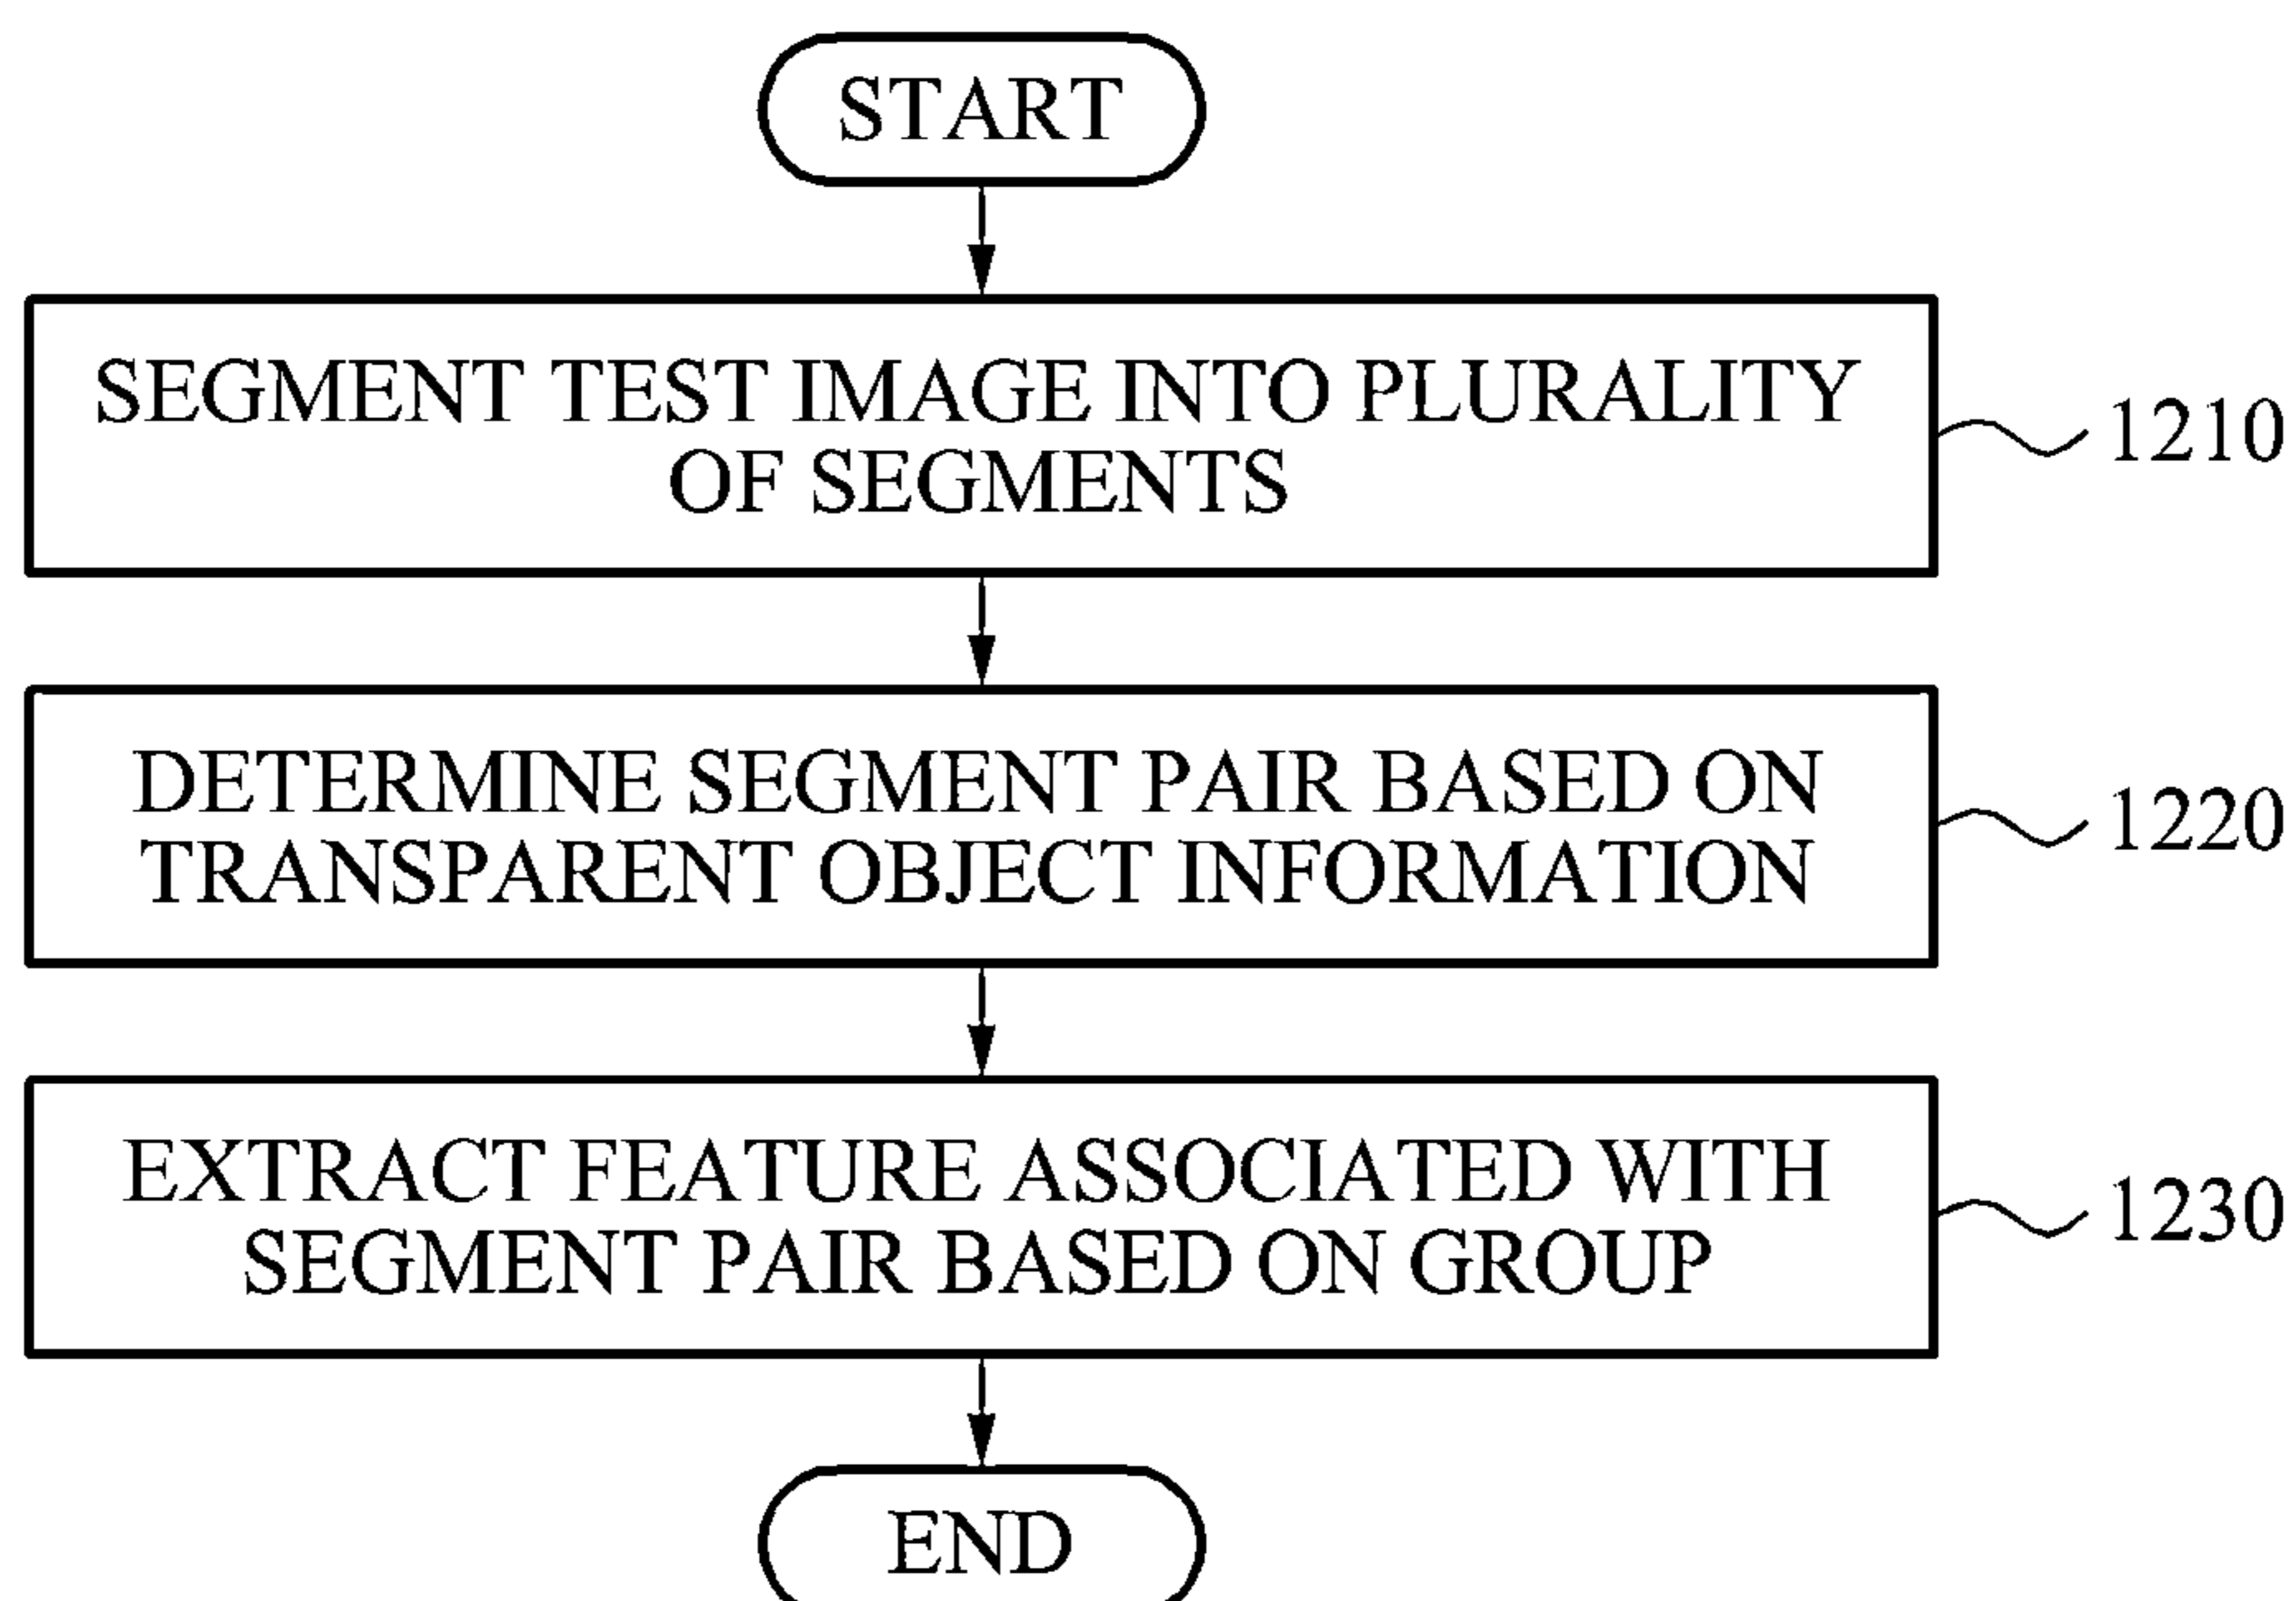 START
SEGMENT TEST IMAGE INTO PLURALITY
OF SEGMENTS
1210
DETERMINE SEGMENT PAIR BASED ON
TRANSPARENT OBJECT INFORMATION
1220
EXTRACT FEATURE ASSOCIATED WITH
SEGMENT PAIR BASED ON GROUP
1230
END